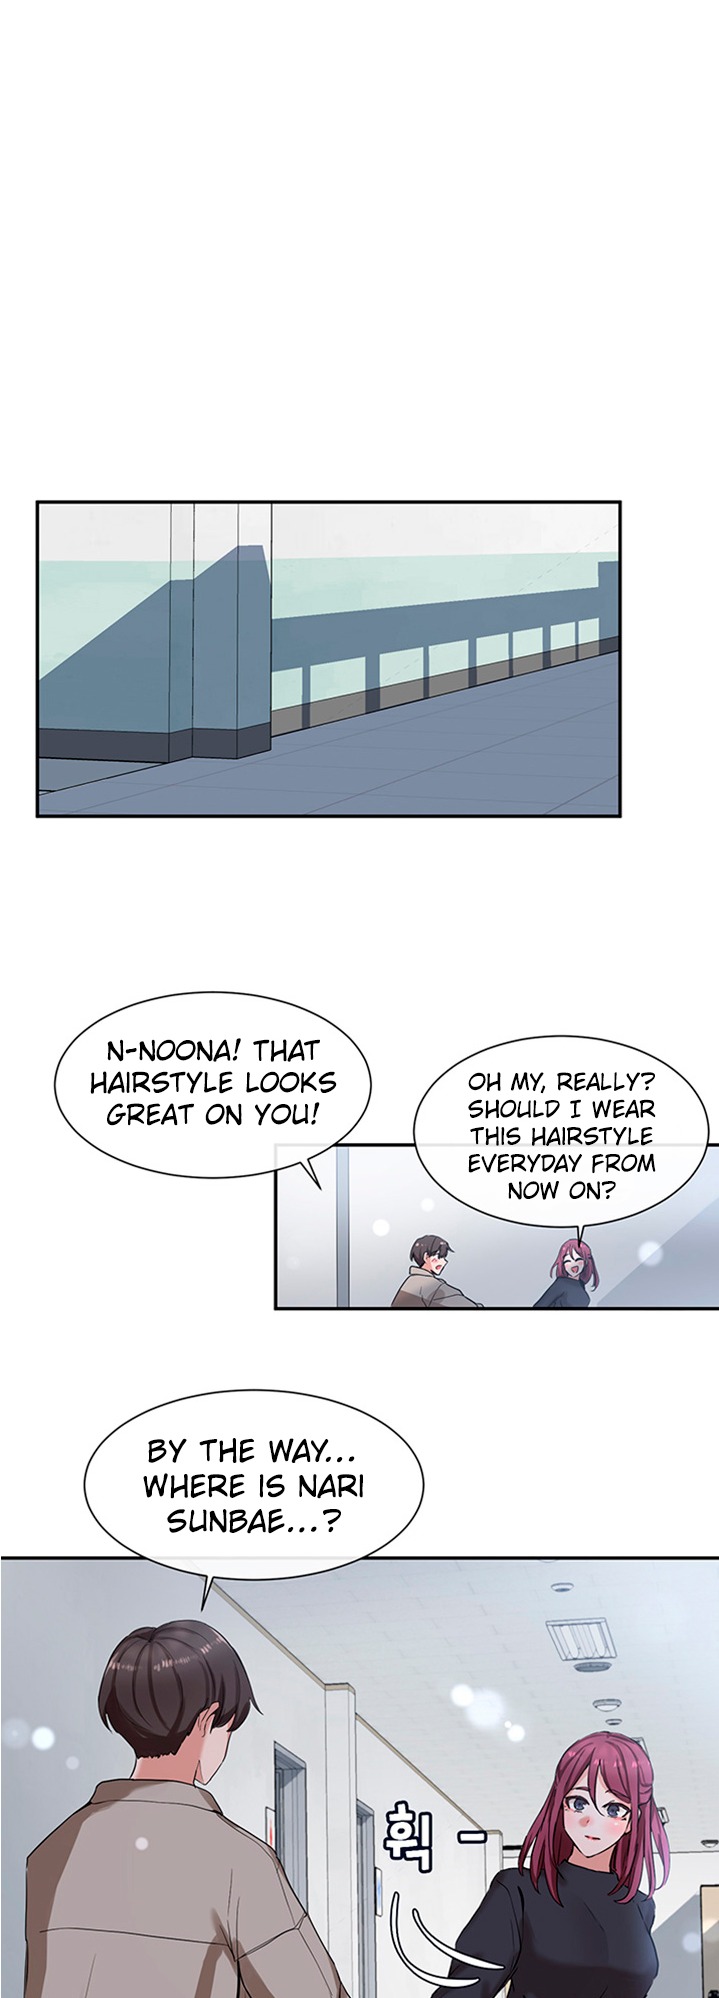 N-NOONA! THAT
HAIRSTYLE LOOKS
GREAT ON YOU!
OH MY, REALLY?
SHOULD I WEAR
THIS HAIRSTYLE
EVERYDAY FROM
NOW ON?
BY THE WAY...
WHERE IS NARI
SUNBAE...?
휙-